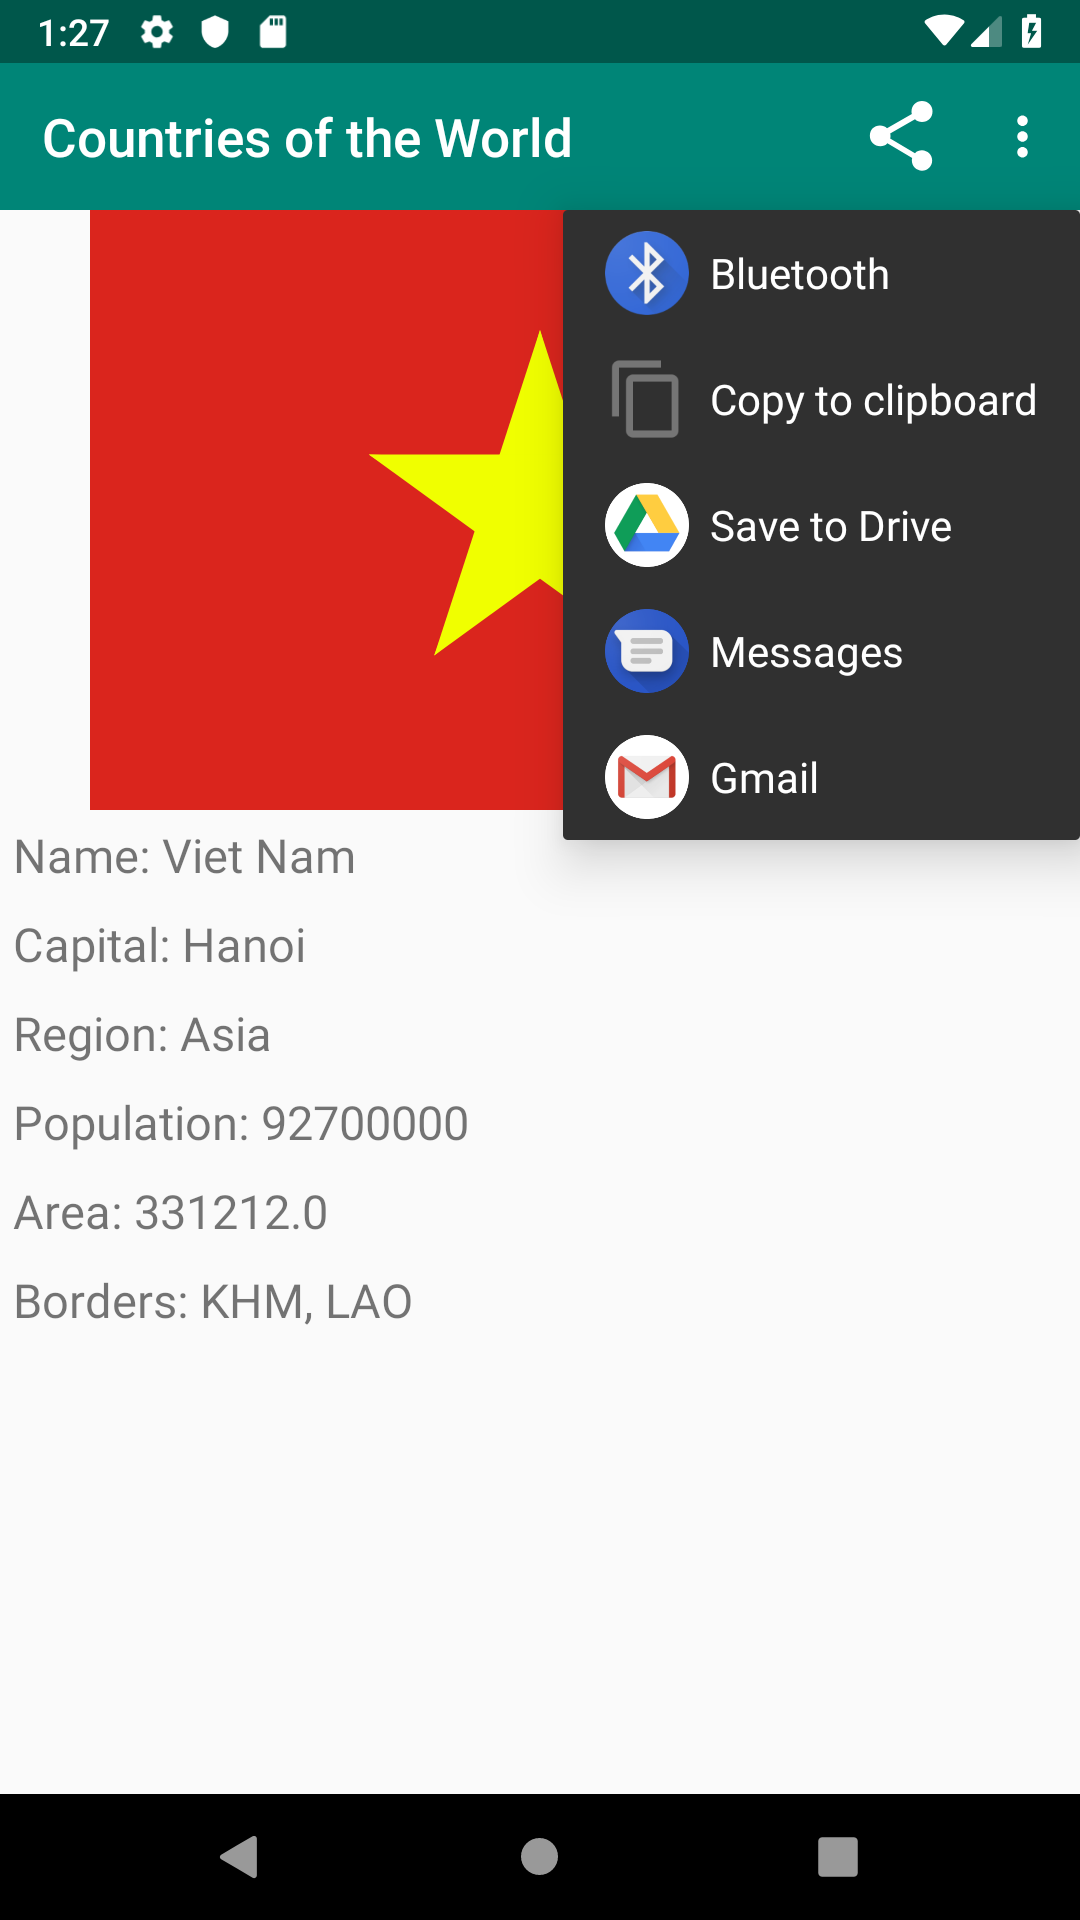 1:27
Countries of the World
Bluetooth
Copy to clipboard
Save to Drive
Messages
Gmail
Name: Viet Nam
Capital: Hanoi
Region: Asia
Population: 92700000
Area: 331212.0
Borders: KHM, LAO